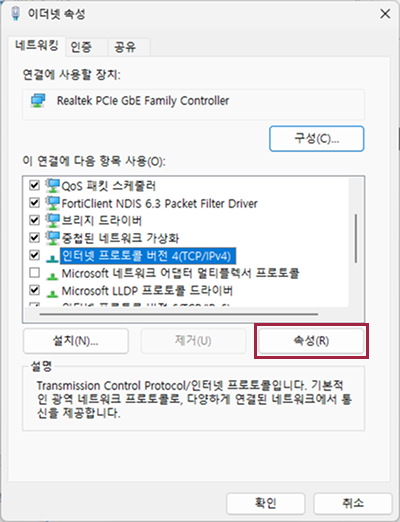 이더넷 속성
네트워킹 인증 공유
연결에 사용할 장치:
Realtek PCIe GbE Family Controller
구성(C)...
이 연결에 다음 항목 사용(O):
QoS 패킷 스케줄러
FortiClient NDIS 6.3 Packet Filter Driver
브리지 드라이버
중첩된 네트워크 가상화
인터넷 프로토콜 버전 4(TCP/IPv4)
Microsoft 네트워크 어댑터 멀티플렉서 프로토콜
Microsoft LLDP 프로토콜 드라이버
설치(N)... 제거(U) 속성(R)
설명
Transmission Control Protocol/인터넷 프로토콜입니다. 기본적
인 광역 네트워크 프로토콜로, 다양하게 연결된 네트워크에서 통
신을 제공합니다.
확인 취소